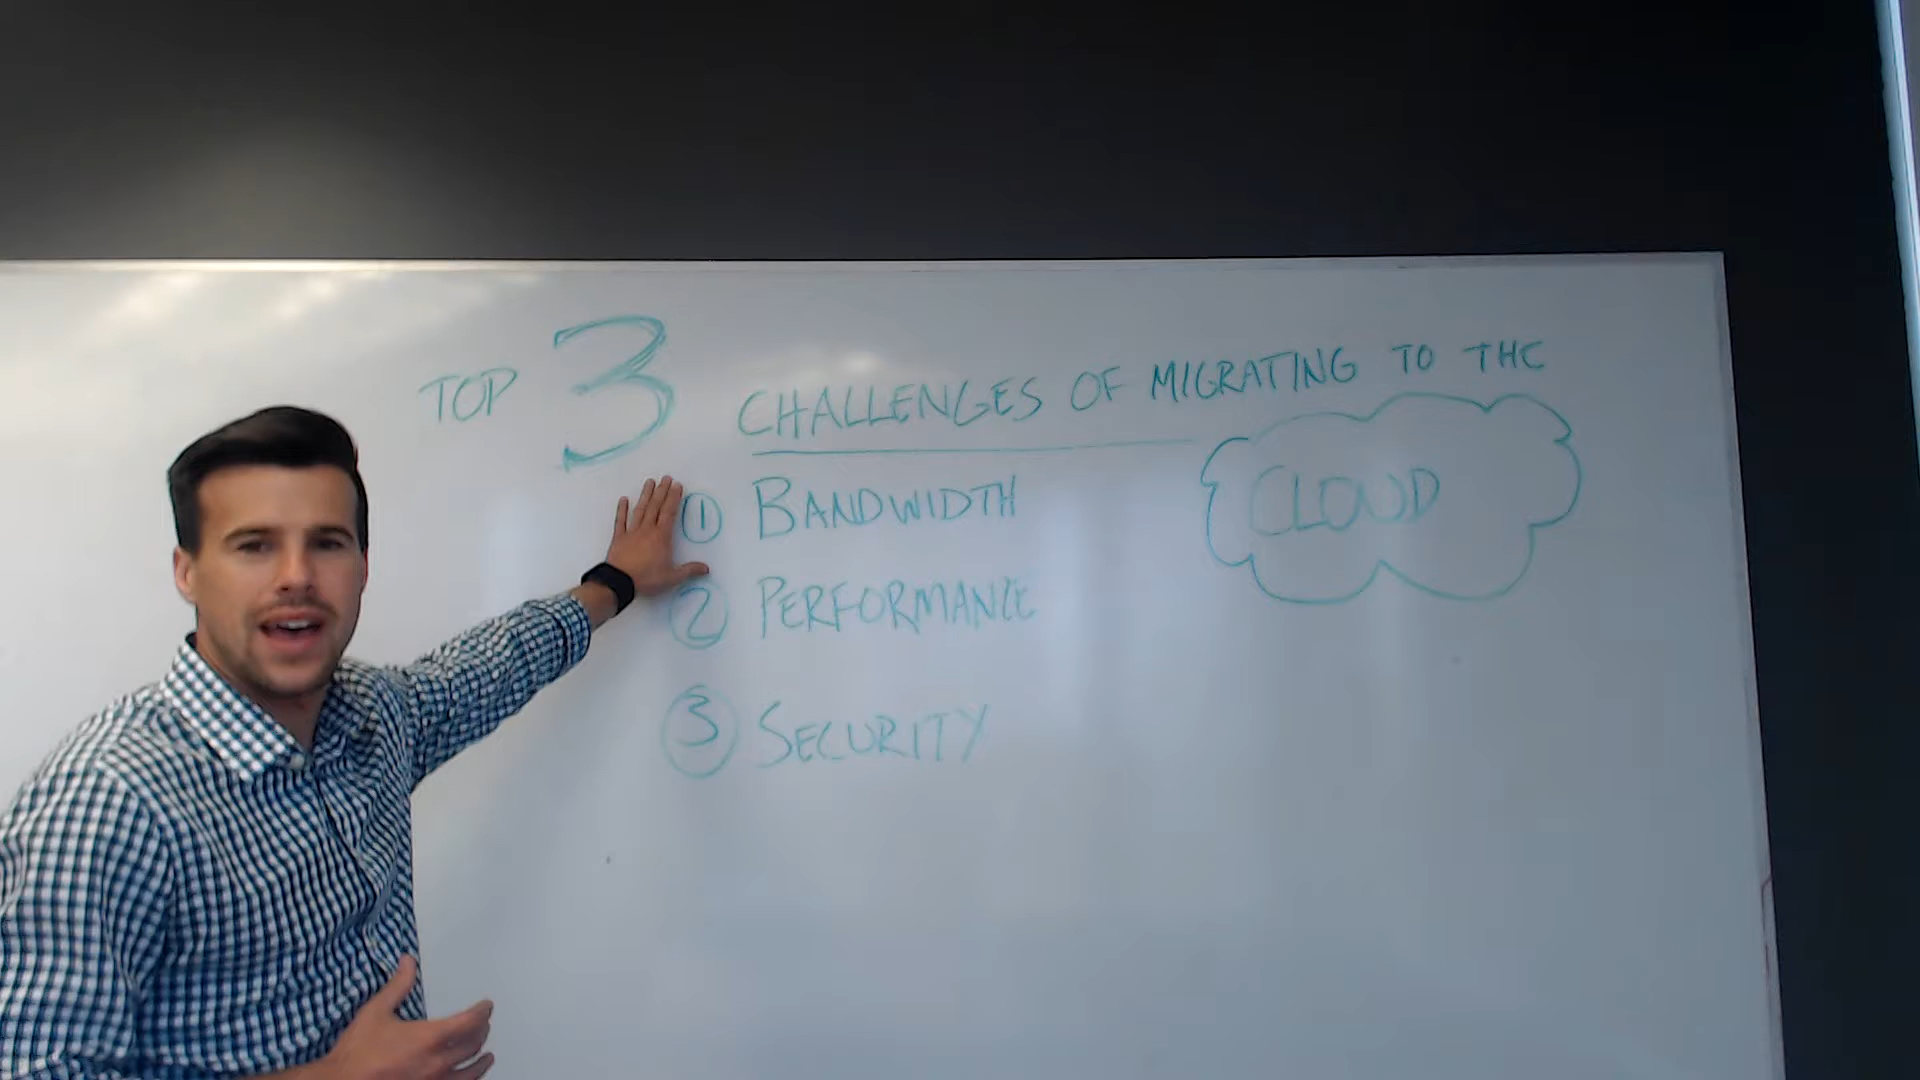 TOP 3 CHALLENGES OF MIGRATING TO THE
CLOUD
1 BANDWIDTH
2 PERFORMANCE
3 SECURITY